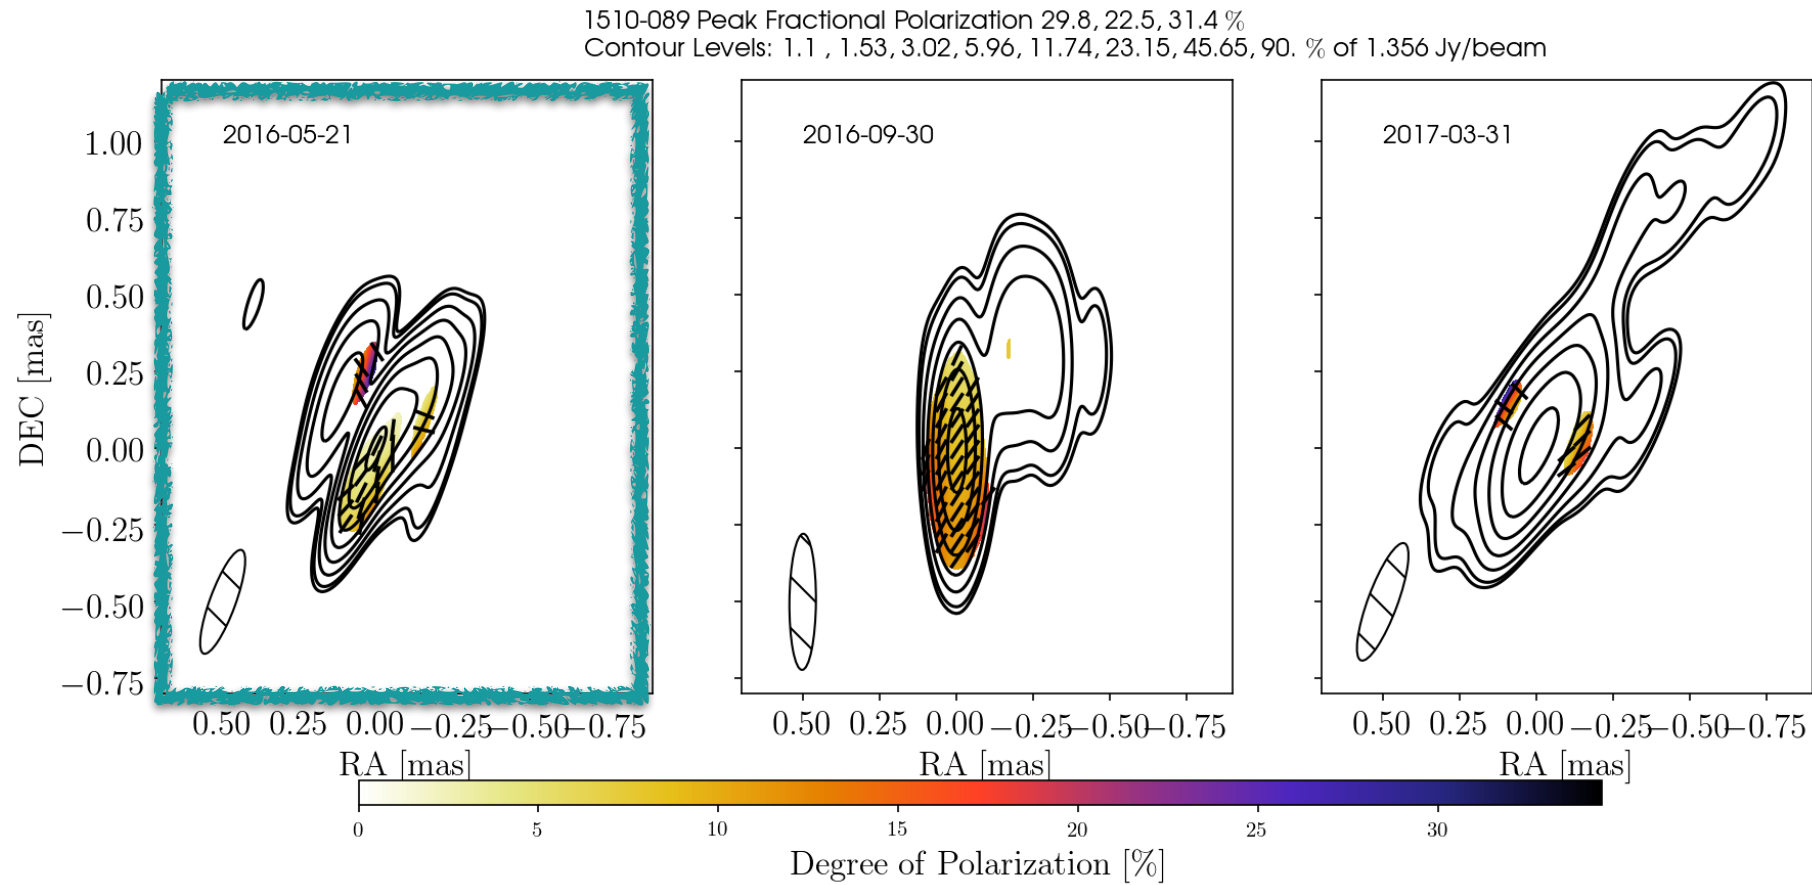 1510-089 Peak Fractional Polarization 29.8, 22.5, 31.4 %
Contour Levels: 1.1 , 1.53, 3.02, 5.96, 11.74, 23.15, 45.65, 90. % of 1.356 Jy/beam
2016-05-21
2016-09-30
2017-03-31
1.00
0.75
0.50
0.25
0.00
−0.25
−0.50
−0.75
DEC [mas]
0.50 0.25 0.00 −0.25 −0.50 −0.75
0.50 0.25 0.00 −0.25 −0.50 −0.75
0.50 0.25 0.00 −0.25 −0.50 −0.75
RA [mas]
RA [mas]
RA [mas]
0 5 10 15 20 25 30
Degree of Polarization [%]